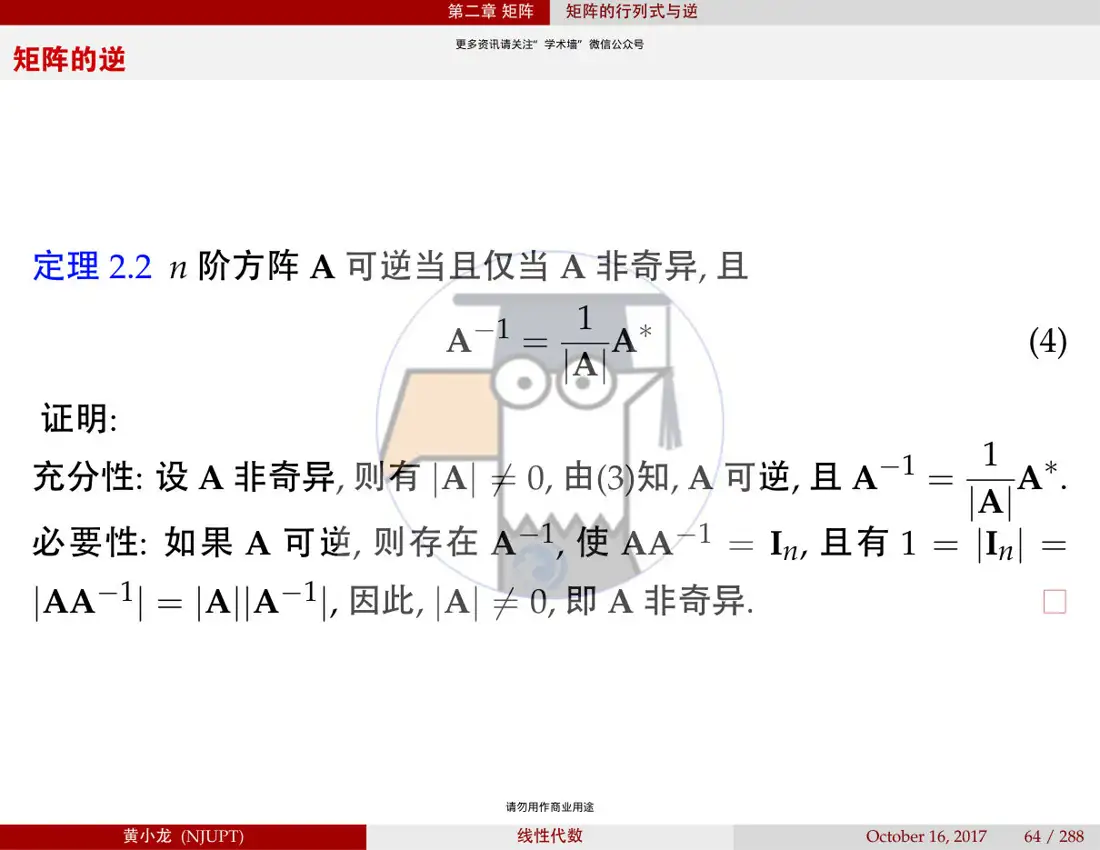 第二章 矩阵 矩阵的行列式与逆
更多资讯请关注“学术墙”微信公众号
矩阵的逆
定理 2.2 n 阶方阵 A 可逆当且仅当 A 非奇异, 且
A⁻¹ = 1/|A| A* (4)
证明:
充分性: 设 A 非奇异, 则有 |A| ≠ 0, 由(3)知, A 可逆, 且 A⁻¹ = 1/|A| A*.
必要性: 如果 A 可逆, 则存在 A⁻¹, 使 AA⁻¹ = Iₙ, 且有 1 = |Iₙ| =
|AA⁻¹| = |A||A⁻¹|, 因此, |A| ≠ 0, 即 A 非奇异. □
请勿用作商业用途
黄小龙 (NJUPT) 线性代数 October 16, 2017 64 / 288